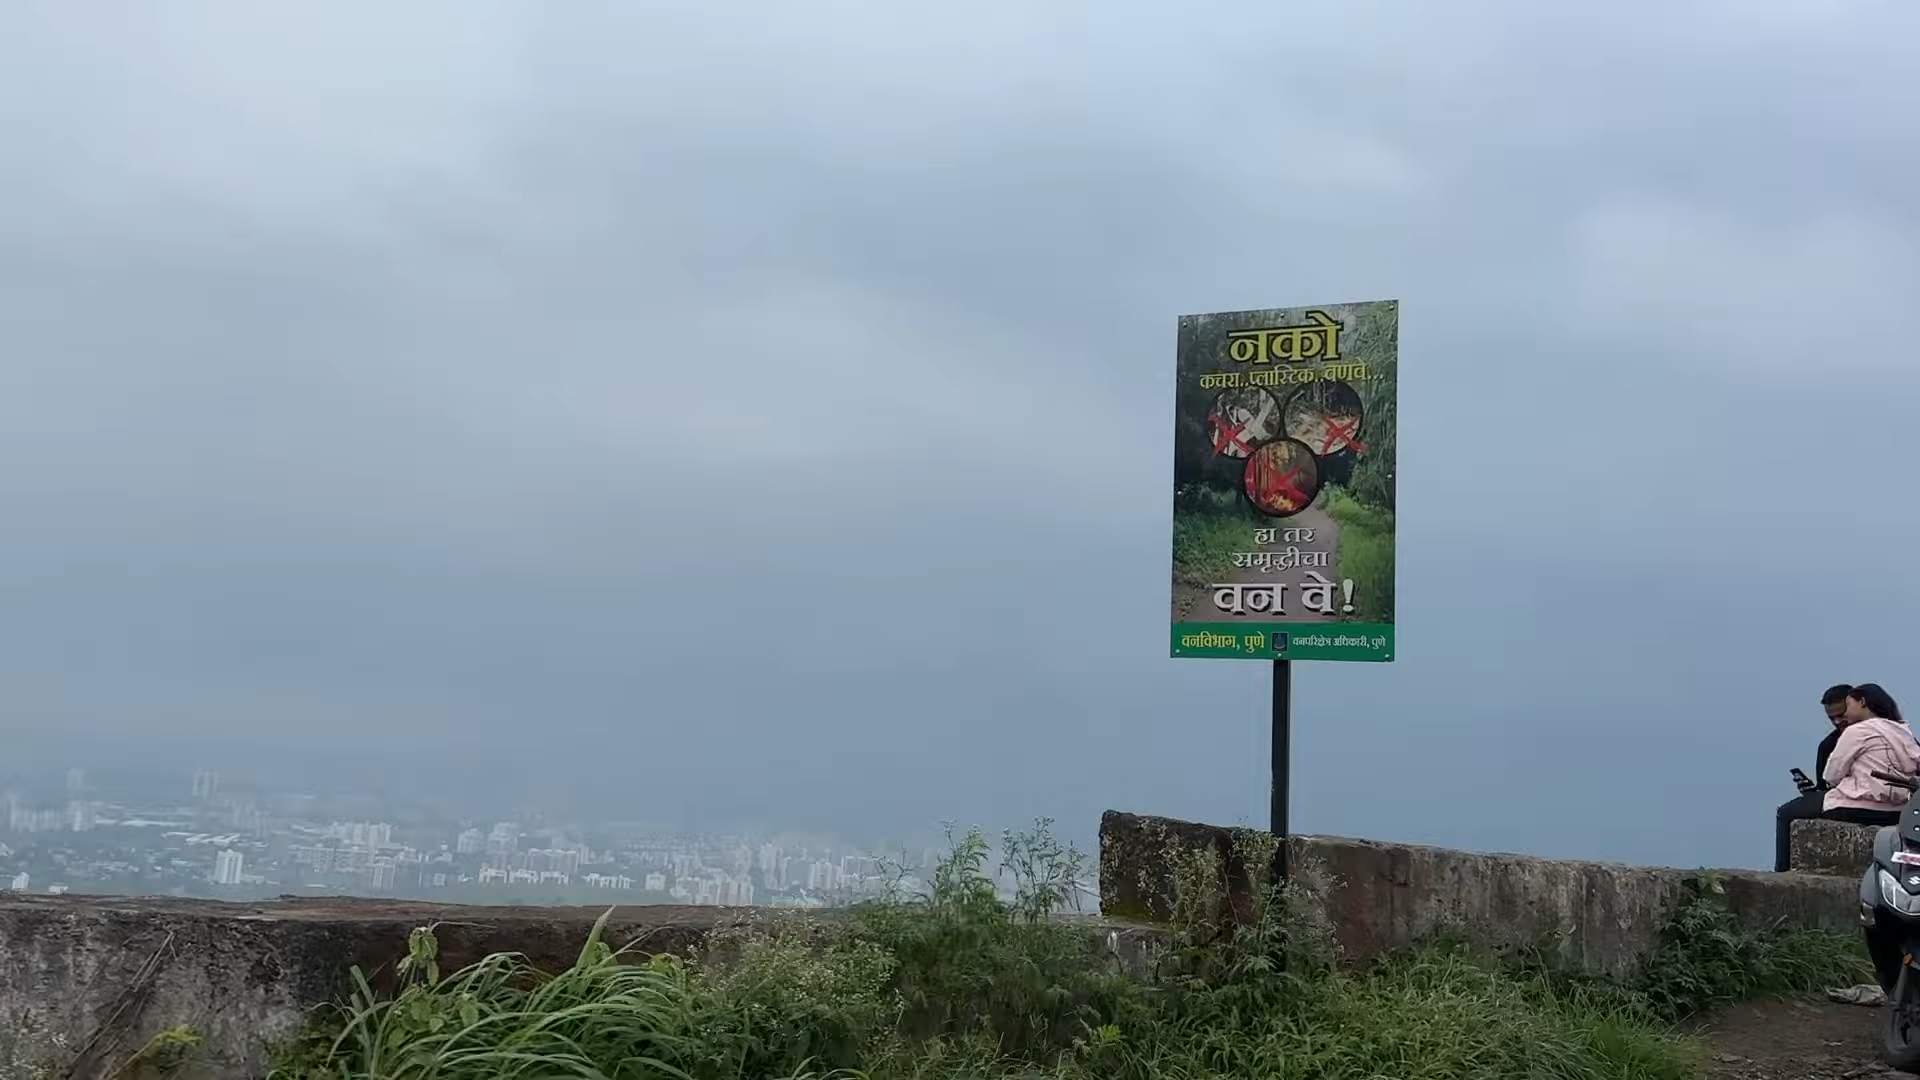 नको
कचरा..प्लास्टिक..वणवे...
हा तर
समृद्धीचा
वन वे!
वनविभाग, पुणे वनपरिक्षेत्र अधिकारी, पुणे